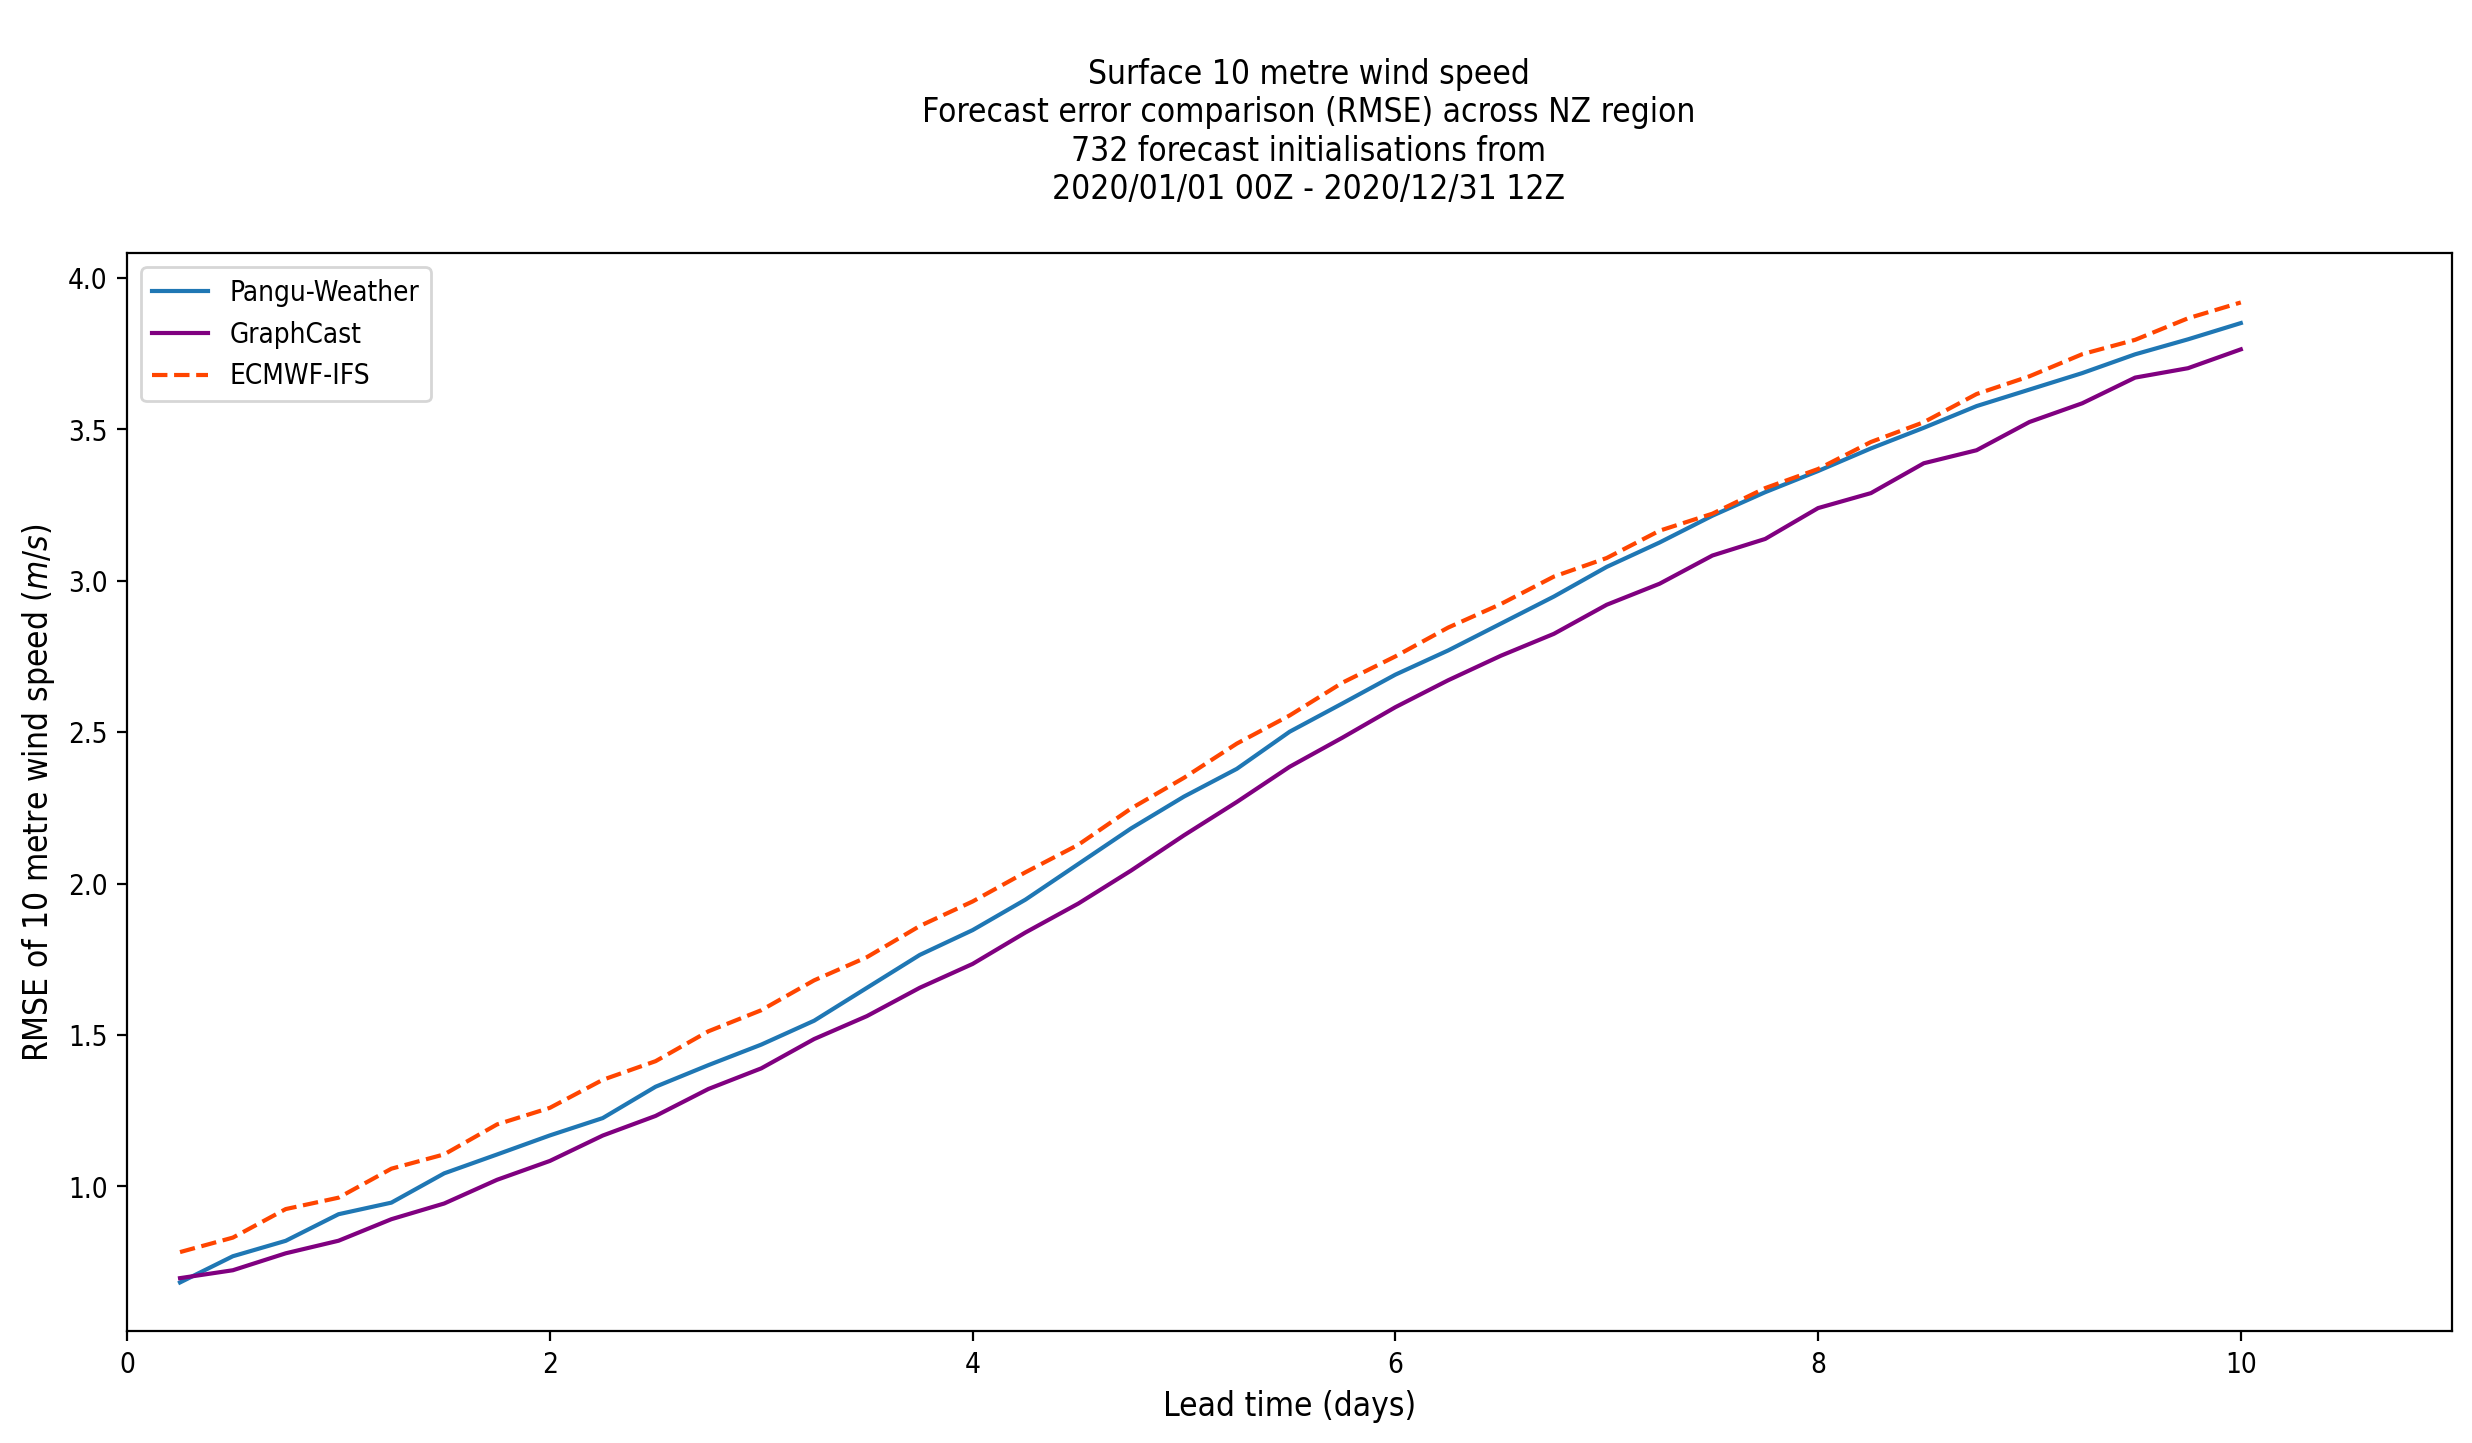 Surface 10 metre wind speed
Forecast error comparison (RMSE) across NZ region
732 forecast initialisations from
2020/01/01 00Z - 2020/12/31 12Z
Pangu-Weather
GraphCast
ECMWF-IFS
RMSE of 10 metre wind speed (m/s)
4.0
3.5
3.0
2.5
2.0
1.5
1.0
0 2 4 6 8 10
Lead time (days)